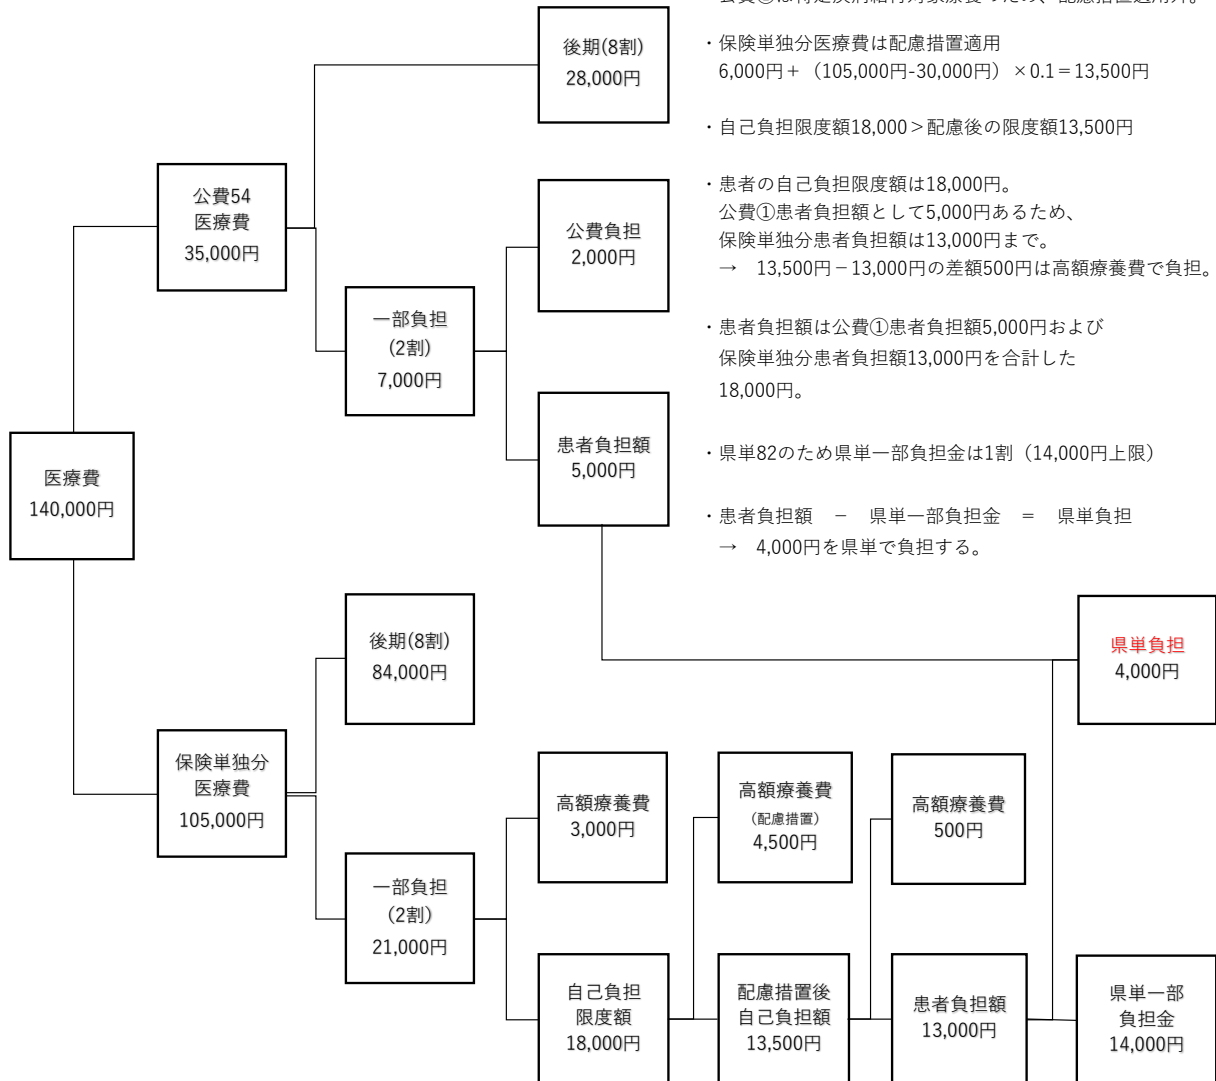 後期(8割)
28,000円
・保険単独分医療費は配慮措置適用
6,000円＋（105,000円-30,000円）×0.1＝13,500円
・自己負担限度額18,000＞配慮後の限度額13,500円
・患者の自己負担限度額は18,000円。
公費①患者負担額として5,000円あるため、
保険単独分患者負担額は13,000円まで。
→　13,500円－13,000円の差額500円は高額療養費で負担。
・患者負担額は公費①患者負担額5,000円および
保険単独分患者負担額13,000円を合計した
18,000円。
・県単82のため県単一部負担金は1割（14,000円上限）
・患者負担額　－　県単一部負担金　＝　県単負担
→　4,000円を県単で負担する。
公費54
医療費
35,000円
公費負担
2,000円
一部負担
(2割)
7,000円
患者負担額
5,000円
医療費
140,000円
後期(8割)
84,000円
県単負担
4,000円
保険単独分
医療費
105,000円
高額療養費
3,000円
高額療養費
（配慮措置）
4,500円
高額療養費
500円
一部負担
（2割）
21,000円
自己負担
限度額
18,000円
配慮措置後
自己負担額
13,500円
患者負担額
13,000円
県単一部
負担金
14,000円